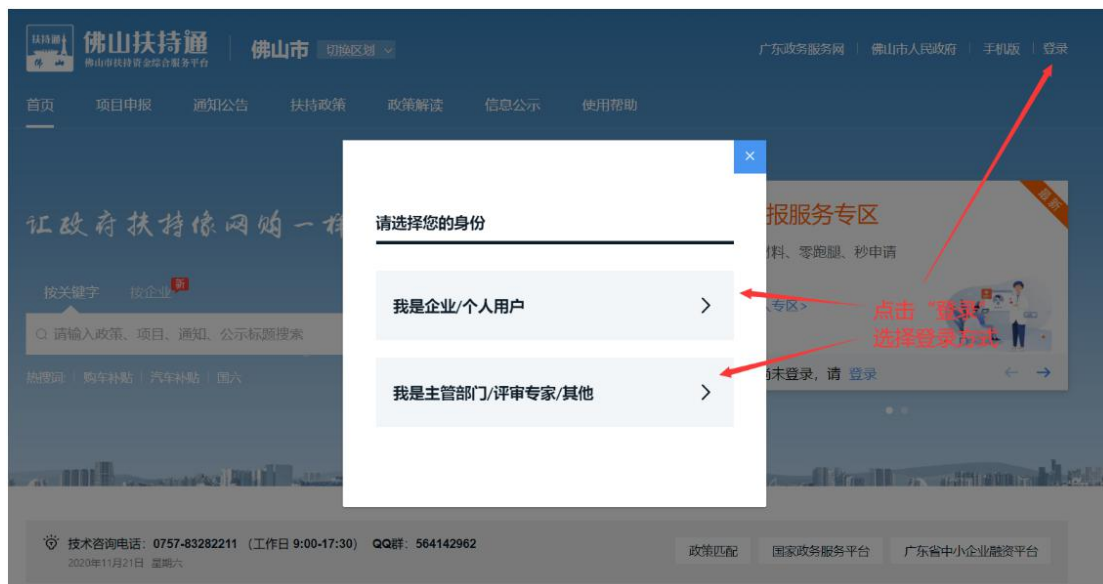 扶持通
佛山
佛山扶持通
佛山市扶持资金综合服务平台
佛山市
切换区划
广东政务服务网
佛山市人民政府
手机版
登录
首页
项目申报
通知公告
扶持政策
政策解读
信息公示
使用帮助
让政府扶持像网购一样
请选择您的身份
我是企业/个人用户
我是主管部门/评审专家/其他
报服务专区
最新
材料、零跑腿、秒申请
专区>
点击“登录”
选择登录方式
按关键字
按企业
新
请输入政策、项目、通知、公示标题搜索
热搜词:
购车补贴
汽车补贴
国六
尚未登录，请 登录
技术咨询电话：0757-83282211 （工作日 9:00-17:30） QQ群：564142962
2020年11月21日 星期六
政策匹配
国家政务服务平台
广东省中小企业融资平台